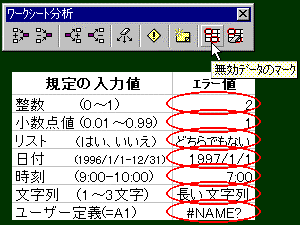 ワークシート分析
無効データのマーク
規定の入力値 エラー値
整数 (0~1) 2
小数点値(0.01~0.99) 1
リスト (はい、いいえ) どちらでもない
日付 (1996/1/1-12/31) 1997/1/1
時刻 (9:00-10:00) 7:00
文字列 (1~3文字) 長い文字列
ユーザー定義(=A1) #NAME?